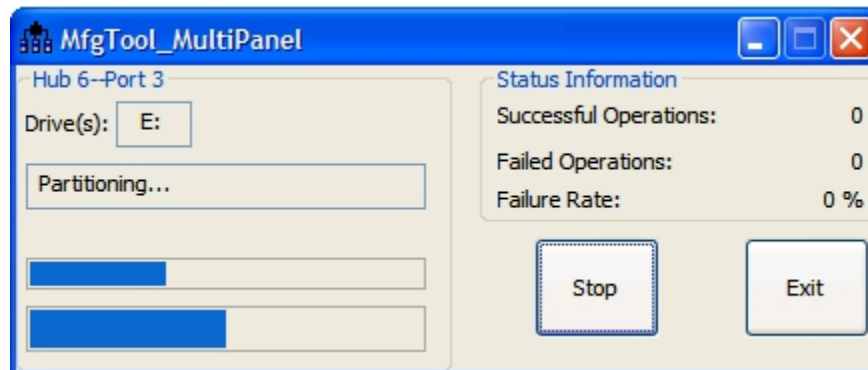 MfgTool_MultiPanel
Hub 6--Port 3
Drive(s): E:
Partitioning...
Status Information
Successful Operations: 0
Failed Operations: 0
Failure Rate: 0 %
Stop
Exit